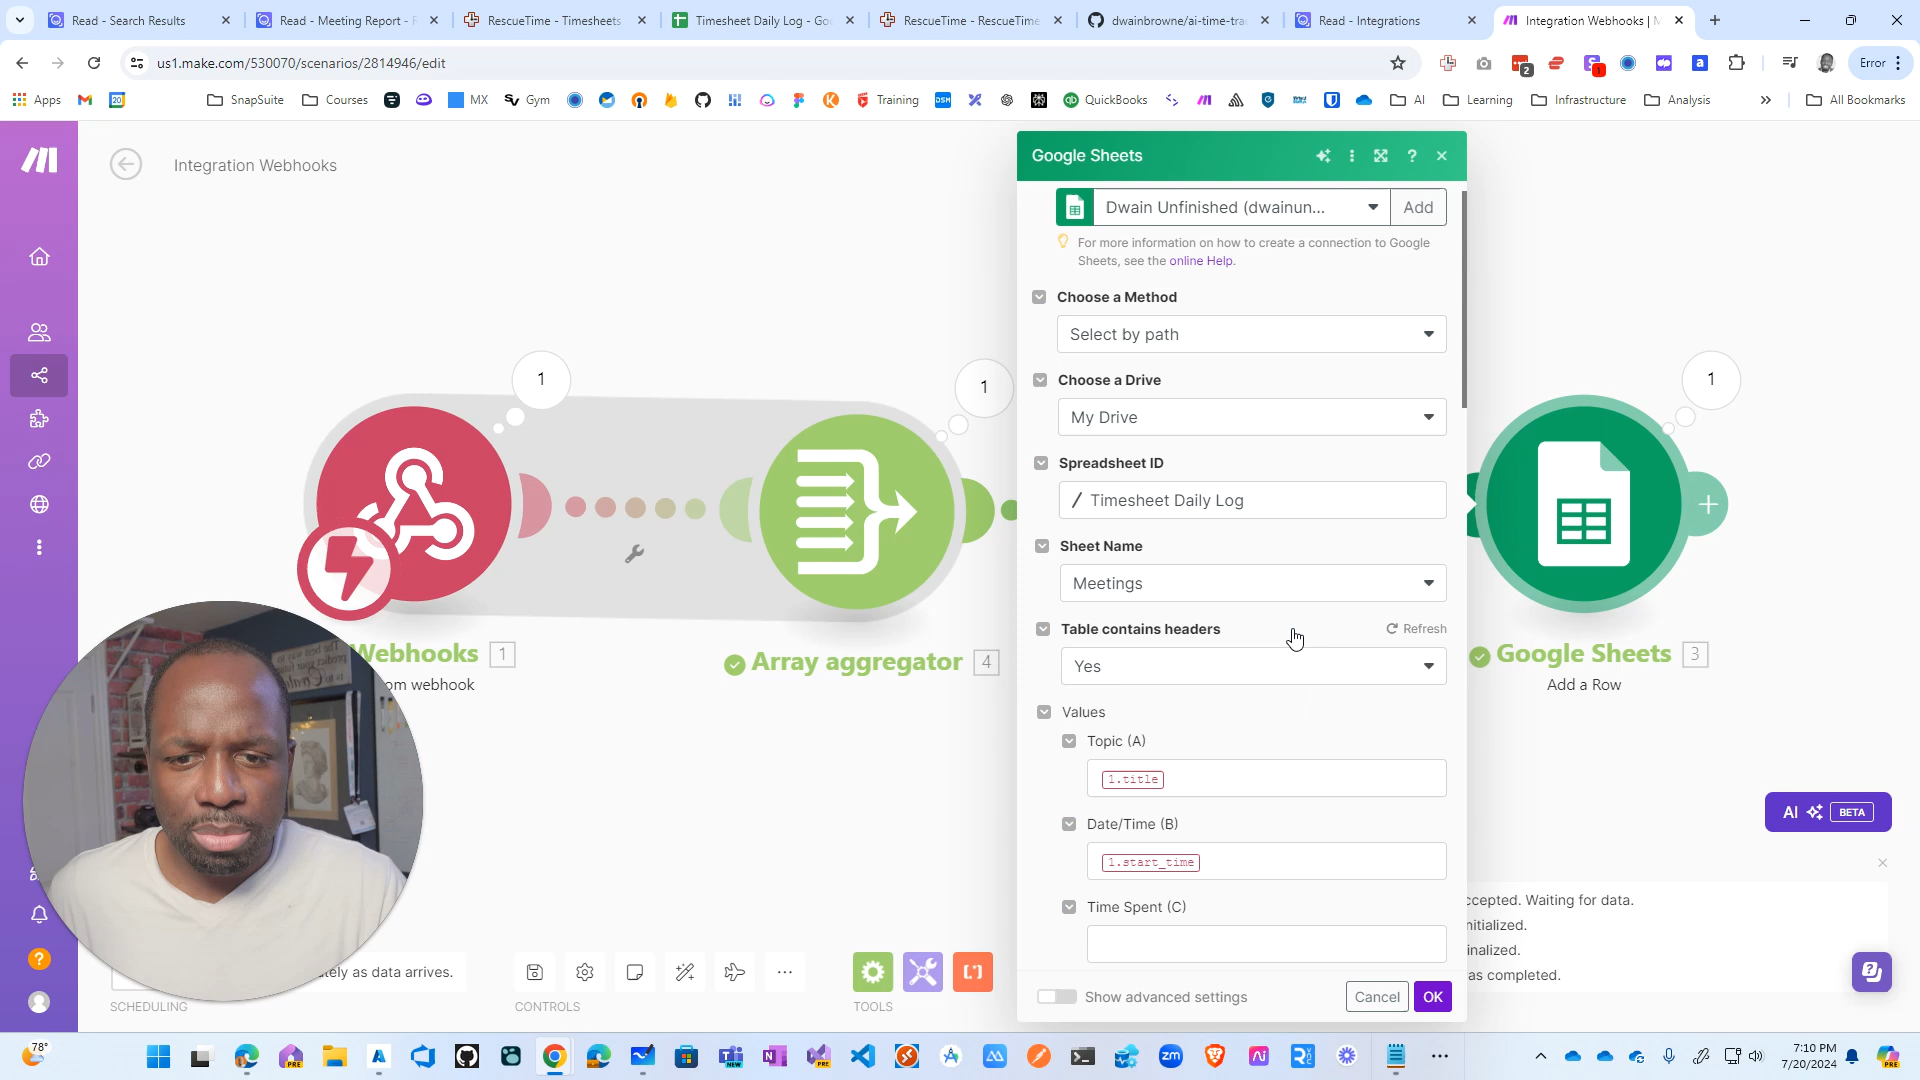 Read - Search Results
Read - Meeting Report - R
RescueTime - Timesheets
Timesheet Daily Log - Goo
RescueTime - RescueTime
dwainbrowne/ai-time-tra
Read - Integrations
Integration Webhooks | M
us1.make.com/530070/scenarios/2814946/edit
2
1
Error
Apps
20
SnapSuite
Courses
MX
Gym
Training
DSM
QuickBooks
AI
Learning
Infrastructure
Analysis
All Bookmarks
Integration Webhooks
Google Sheets
Dwain Unfinished (dwainun...
Add
For more information on how to create a connection to Google
Sheets, see the online Help.
Choose a Method
Select by path
Choose a Drive
My Drive
Spreadsheet ID
/ Timesheet Daily Log
Sheet Name
Meetings
Table contains headers
Refresh
Yes
Values
Topic (A)
1.title
Date/Time (B)
1.start_time
Time Spent (C)
Show advanced settings
Cancel
OK
1
1
1
Webhooks 1
om webhook
Array aggregator 4
Google Sheets 3
Add a Row
AI
BETA
ccepted. Waiting for data.
nitialized.
inalized.
as completed.
tely as data arrives.
SCHEDULING
CONTROLS
TOOLS
78°
7:10 PM
7/20/2024